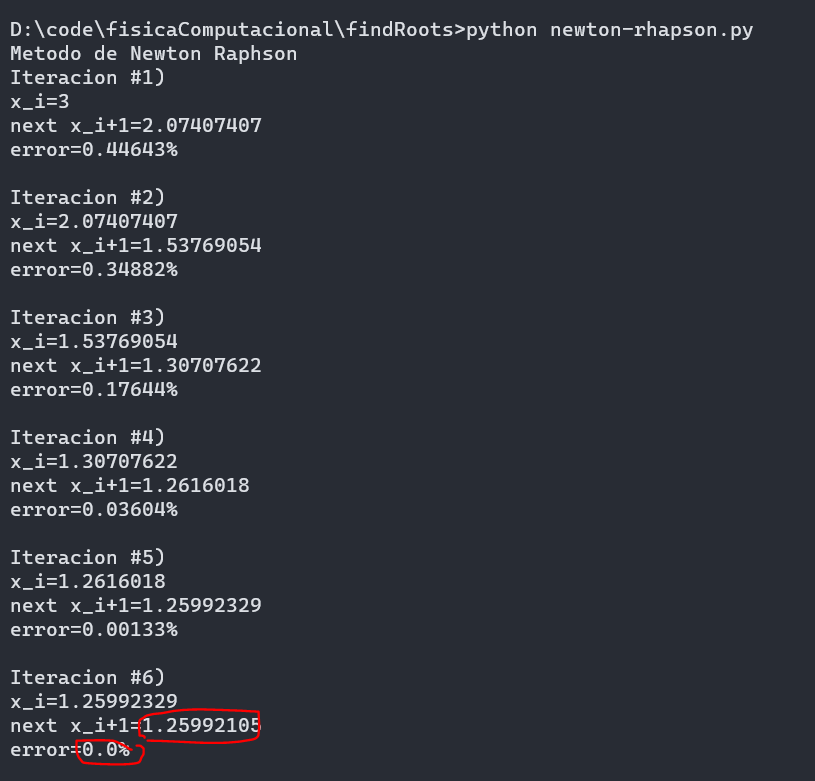 D:\code\fisicaComputacional\findRoots>python newton-rhapson.py
Metodo de Newton Raphson
Iteracion #1)
x_i=3
next x_i+1=2.07407407
error=0.44643%
Iteracion #2)
x_i=2.07407407
next x_i+1=1.53769054
error=0.34882%
Iteracion #3)
x_i=1.53769054
next x_i+1=1.30707622
error=0.17644%
Iteracion #4)
x_i=1.30707622
next x_i+1=1.2616018
error=0.03604%
Iteracion #5)
x_i=1.2616018
next x_i+1=1.25992329
error=0.00133%
Iteracion #6)
x_i=1.25992329
next x_i+1=1.25992105
error=0.0%